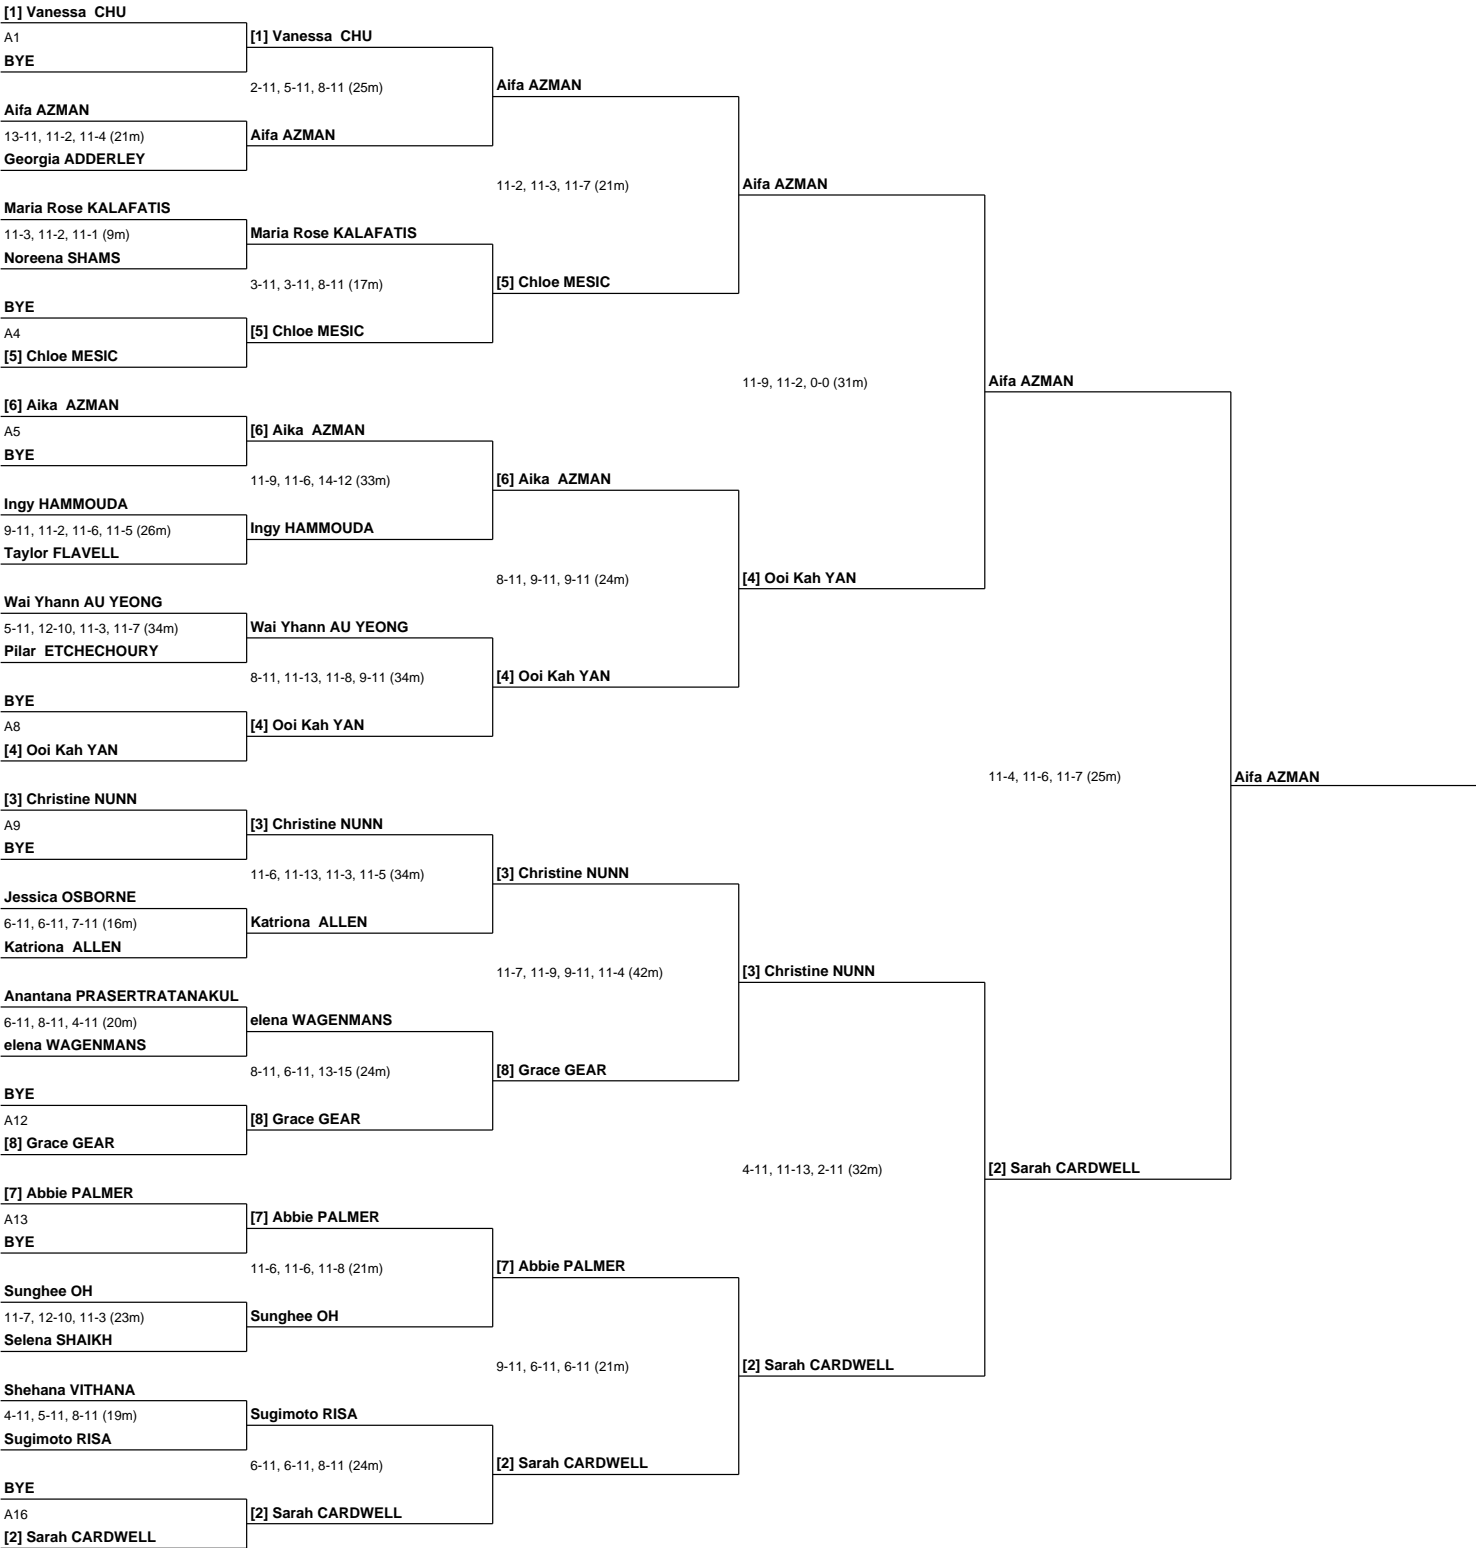 [1] Vanessa  CHU
A1
BYE
Aifa AZMAN
13-11, 11-2, 11-4 (21m)
Georgia ADDERLEY
Maria Rose KALAFATIS
11-3, 11-2, 11-1 (9m)
Noreena SHAMS
BYE
A4
[5] Chloe MESIC
[6] Aika  AZMAN
A5
BYE
Ingy HAMMOUDA
9-11, 11-2, 11-6, 11-5 (26m)
Taylor FLAVELL
Wai Yhann AU YEONG
5-11, 12-10, 11-3, 11-7 (34m)
Pilar  ETCHECHOURY
BYE
A8
[4] Ooi Kah YAN
[3] Christine NUNN
A9
BYE
Jessica OSBORNE
6-11, 6-11, 7-11 (16m)
Katriona  ALLEN
Anantana PRASERTRATANAKUL
6-11, 8-11, 4-11 (20m)
elena WAGENMANS
BYE
A12
[8] Grace GEAR
[7] Abbie PALMER
A13
BYE
Sunghee OH
11-7, 12-10, 11-3 (23m)
Selena SHAIKH
Shehana VITHANA
4-11, 5-11, 8-11 (19m)
Sugimoto RISA
BYE
A16
[2] Sarah CARDWELL
[1] Vanessa  CHU
2-11, 5-11, 8-11 (25m)
Aifa AZMAN
Maria Rose KALAFATIS
3-11, 3-11, 8-11 (17m)
[5] Chloe MESIC
[6] Aika  AZMAN
11-9, 11-6, 14-12 (33m)
Ingy HAMMOUDA
Wai Yhann AU YEONG
8-11, 11-13, 11-8, 9-11 (34m)
[4] Ooi Kah YAN
[3] Christine NUNN
11-6, 11-13, 11-3, 11-5 (34m)
Katriona  ALLEN
elena WAGENMANS
8-11, 6-11, 13-15 (24m)
[8] Grace GEAR
[7] Abbie PALMER
11-6, 11-6, 11-8 (21m)
Sunghee OH
Sugimoto RISA
6-11, 6-11, 8-11 (24m)
[2] Sarah CARDWELL
Aifa AZMAN
11-2, 11-3, 11-7 (21m)
[5] Chloe MESIC
[6] Aika  AZMAN
8-11, 9-11, 9-11 (24m)
[4] Ooi Kah YAN
[3] Christine NUNN
11-7, 11-9, 9-11, 11-4 (42m)
[8] Grace GEAR
[7] Abbie PALMER
9-11, 6-11, 6-11 (21m)
[2] Sarah CARDWELL
Aifa AZMAN
11-9, 11-2, 0-0 (31m)
[4] Ooi Kah YAN
[3] Christine NUNN
4-11, 11-13, 2-11 (32m)
[2] Sarah CARDWELL
Aifa AZMAN
11-4, 11-6, 11-7 (25m)
[2] Sarah CARDWELL
Aifa AZMAN